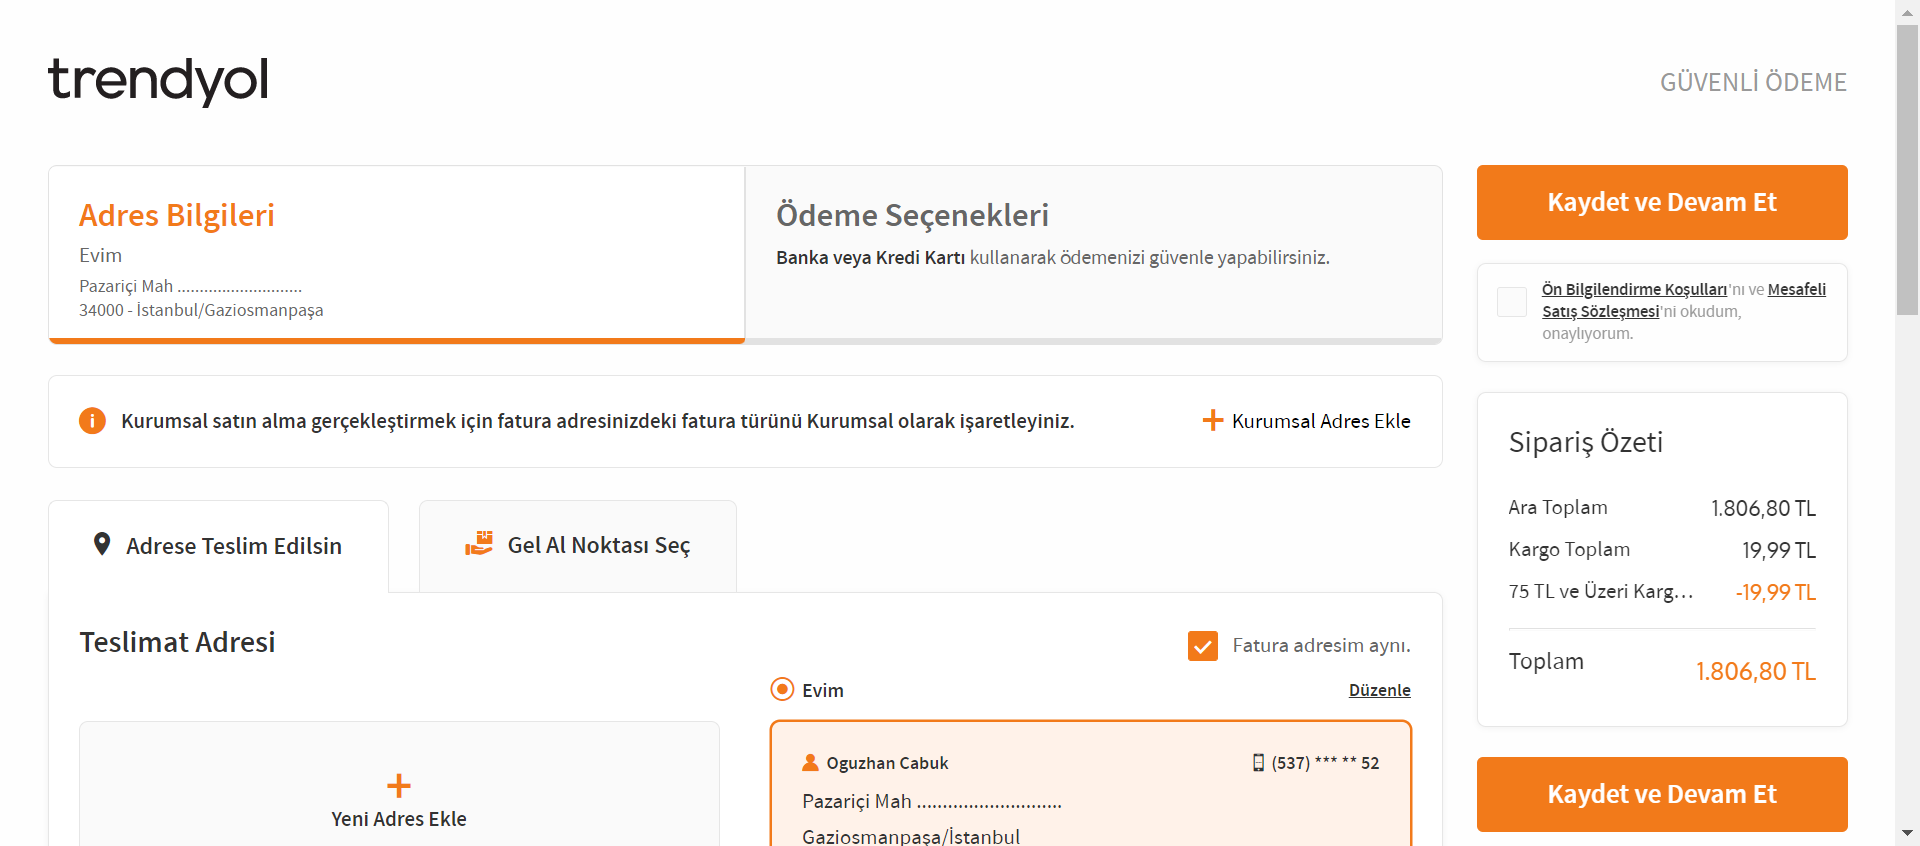 trendyol
GÜVENLİ ÖDEME
Adres Bilgileri
Evim
Pazariçi Mah ...........................
34000 - İstanbul/Gaziosmanpaşa
Ödeme Seçenekleri
Banka veya Kredi Kartı kullanarak ödemenizi güvenle yapabilirsiniz.
Kaydet ve Devam Et
Ön Bilgilendirme Koşulları'nı ve Mesafeli
Satış Sözleşmesi'ni okudum,
onaylıyorum.
Kurumsal satın alma gerçekleştirmek için fatura adresinizdeki fatura türünü Kurumsal olarak işaretleyiniz.
Kurumsal Adres Ekle
Adrese Teslim Edilsin
Gel Al Noktası Seç
Teslimat Adresi
Fatura adresim aynı.
Evim
Düzenle
Yeni Adres Ekle
Oguzhan Cabuk
(537) *** ** 52
Pazariçi Mah ............................
Gaziosmanpaşa/İstanbul
Sipariş Özeti
Ara Toplam 1.806,80 TL
Kargo Toplam 19,99 TL
75 TL ve Üzeri Karg... -19,99 TL
Toplam 1.806,80 TL
Kaydet ve Devam Et